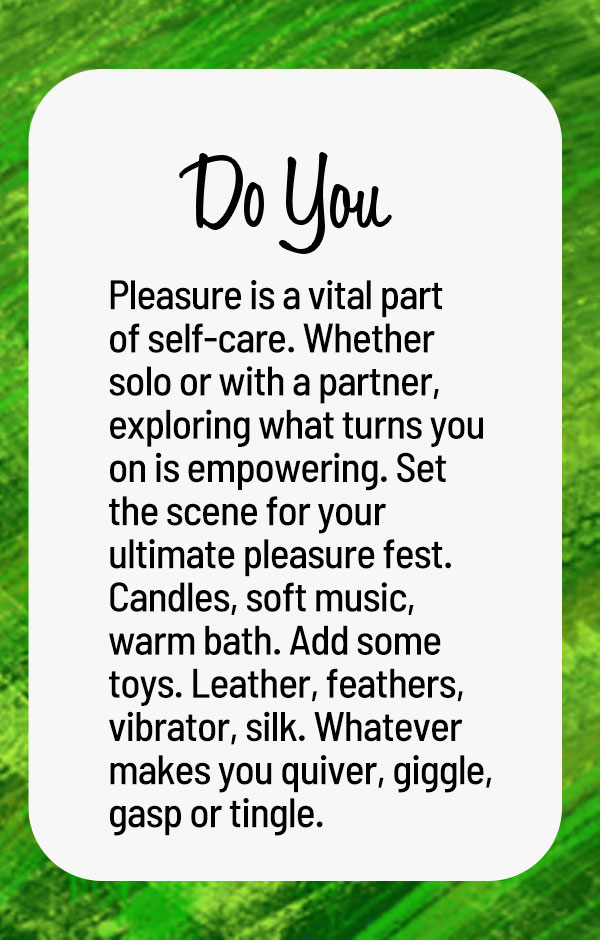 Do You
Pleasure is a vital part
of self-care. Whether
solo or with a partner,
exploring what turns you
on is empowering. Set
the scene for your
ultimate pleasure fest.
Candles, soft music,
warm bath. Add some
toys. Leather, feathers,
vibrator, silk. Whatever
makes you quiver, giggle,
gasp or tingle.